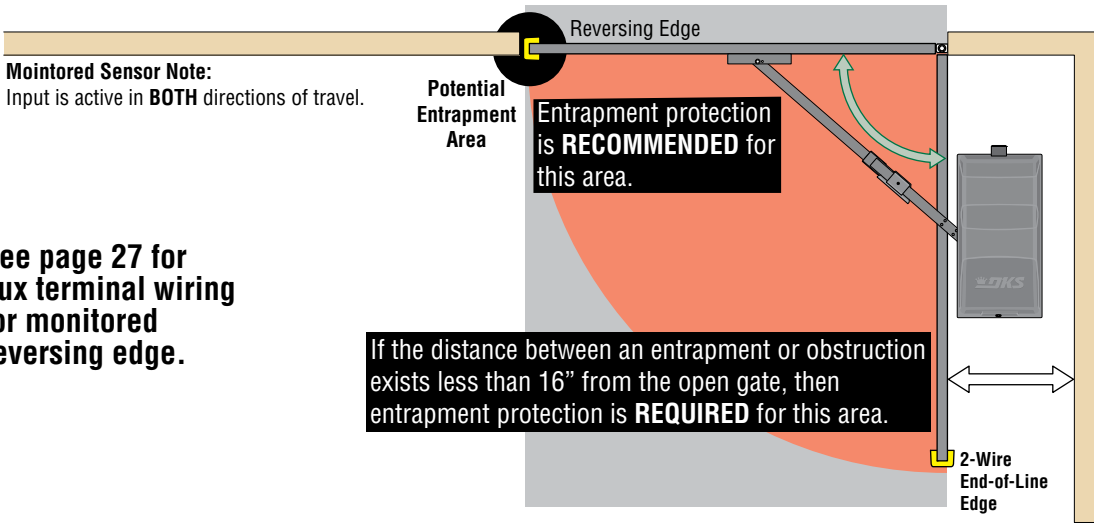 Reversing Edge
Mointored Sensor Note:
Input is active in BOTH directions of travel.
Potential
Entrapment
Area
Entrapment protection
is RECOMMENDED for
this area.
ee page 27 for
ux terminal wiring
or monitored
eversing edge.
DKS
If the distance between an entrapment or obstruction
exists less than 16” from the open gate, then
entrapment protection is REQUIRED for this area.
2-Wire
End-of-Line
Edge